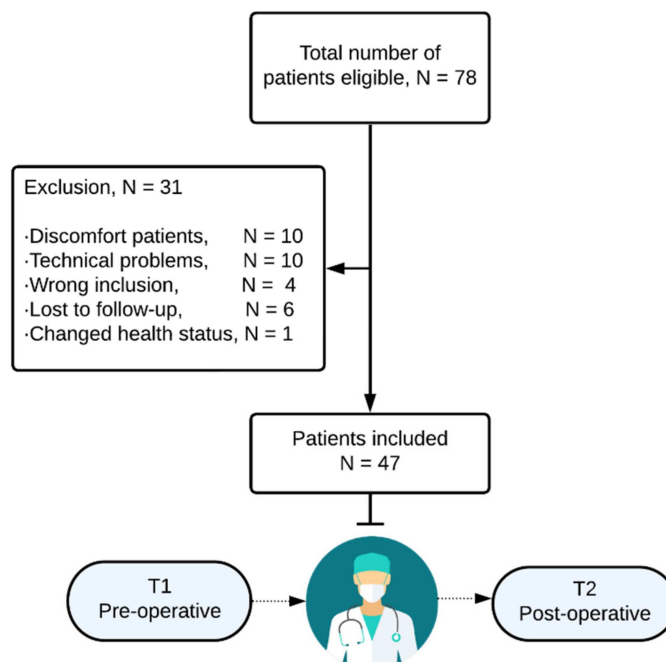 Total number of
patients eligible, N = 78
Exclusion, N = 31
·Discomfort patients, N = 10
·Technical problems, N = 10
·Wrong inclusion, N = 4
·Lost to follow-up, N = 6
·Changed health status, N = 1
Patients included
N = 47
T1
Pre-operative
T2
Post-operative